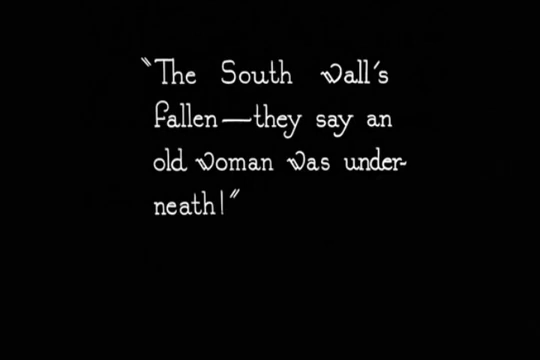 "The South wall's
fallen—they say an
old woman was under-
neath!"